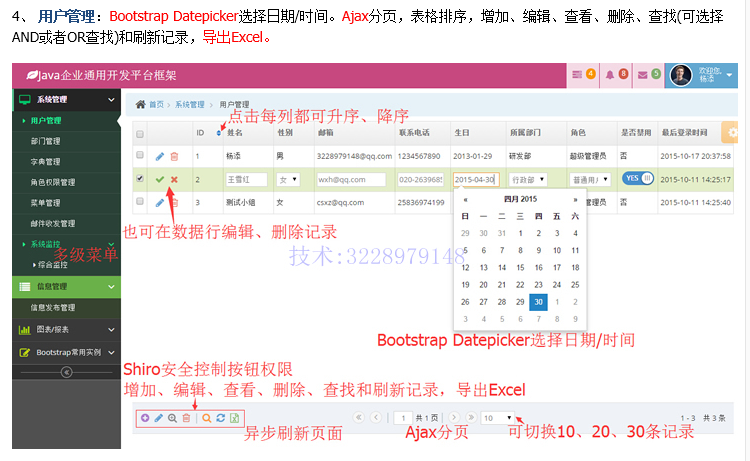 4、 用户管理：Bootstrap Datepicker选择日期/时间。Ajax分页，表格排序，增加、编辑、查看、删除、查找(可选择
AND或者OR查找)和刷新记录，导出Excel。
Java企业通用开发平台框架
4
8
5
欢迎您,
杨漆
系统管理
首页 > 系统管理 > 用户管理
用户管理
点击每列都可升序、降序
ID 姓名 性别 邮箱 联系电话 生日 所属部门 角色 是否禁用 最后登录时间
部门管理
1 杨漆 男 3228979148@qq.com 1234567890 2013-01-29 研发部 超级管理员 否 2015-10-17 20:37:58
字典管理
2 王雪红 女 wxh@qq.com 020-2639685 2015-04-30 行政部 普通用户 YES 2015-10-11 14:25:17
角色权限管理
3 测试小组 女 csxz@qq.com 25836974199 管理员 否 2015-10-11 14:25:40
菜单管理
邮件收发管理
也可在数据行编辑、删除记录
« 四月 2015 »
日 一 二 三 四 五 六
29 30 31 1 2 3 4
5 6 7 8 9 10 11
12 13 14 15 16 17 18
19 20 21 22 23 24 25
26 27 28 29 30 1 2
3 4 5 6 7 8 9
系统监控
多级菜单
综合监控
技术:3228979148
信息管理
信息发布管理
图表/报表
Bootstrap常用实例
Bootstrap Datepicker选择日期/时间
Shiro安全控制按钮权限
增加、编辑、查看、删除、查找和刷新记录，导出Excel
1 共 1 页 10 1 - 3 共 3 条
异步刷新页面
Ajax分页
可切换10、20、30条记录